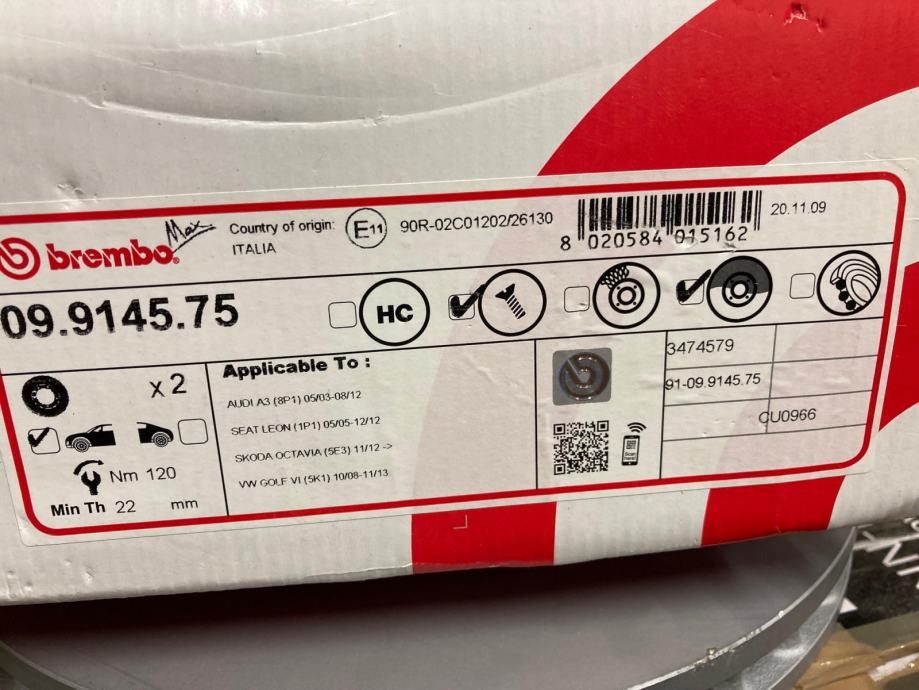 brembo. Max
Country of origin:
ITALIA
E11
90R-02C01202/26130
8 020584 015162
20.11.09
09.9145.75
HC
x2
Nm 120
Min Th 22 mm
Applicable To :
AUDI A3 (8P1) 05/03-08/12
SEAT LEON (1P1) 05/05-12/12
SKODA OCTAVIA (5E3) 11/12 ->
VW GOLF VI (5K1) 10/08-11/13
Scan
here!
3474579
91-09.9145.75
CU0966